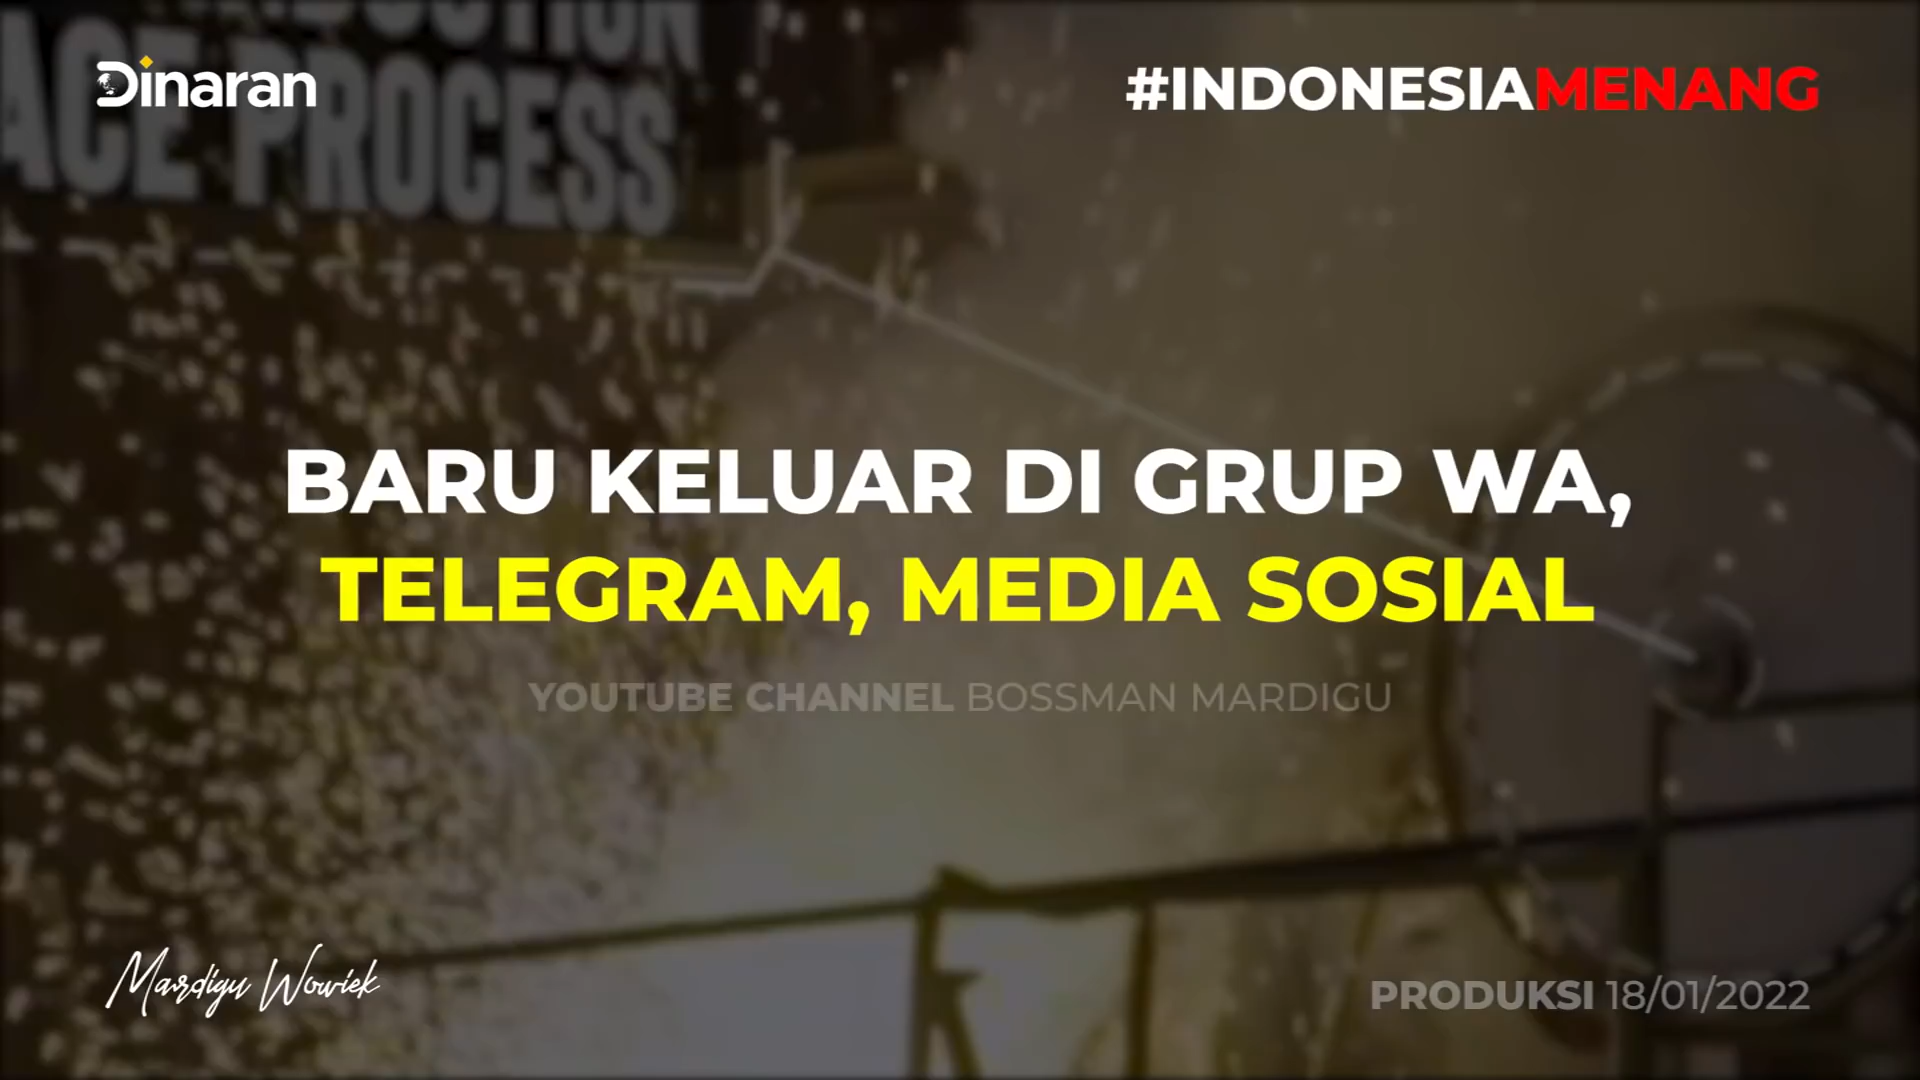 Dinaran
#INDONESIAMENANG
ACE PROCESS
BARU KELUAR DI GRUP WA,
TELEGRAM, MEDIA SOSIAL
YOUTUBE CHANNEL BOSSMAN MARDIGU
Mardigu Wowiek
PRODUKSI 18/01/2022